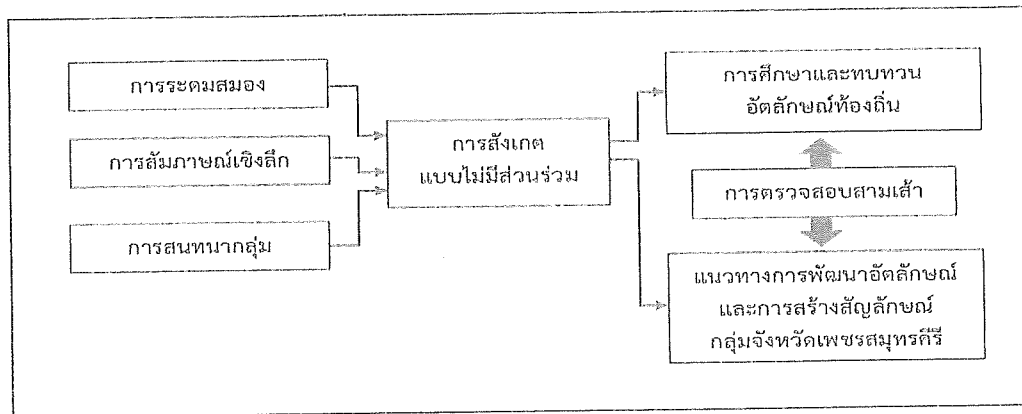 การระดมสมอง
การสัมภาษณ์เชิงลึก
การสนทนากลุ่ม
การสังเกต
แบบไม่มีส่วนร่วม
การศึกษาและทบทวน
อัตลักษณ์ท้องถิ่น
การตรวจสอบสามเส้า
แนวทางการพัฒนาอัตลักษณ์
และการสร้างสัญลักษณ์
กลุ่มจังหวัดเพชรสมุทรคีรี